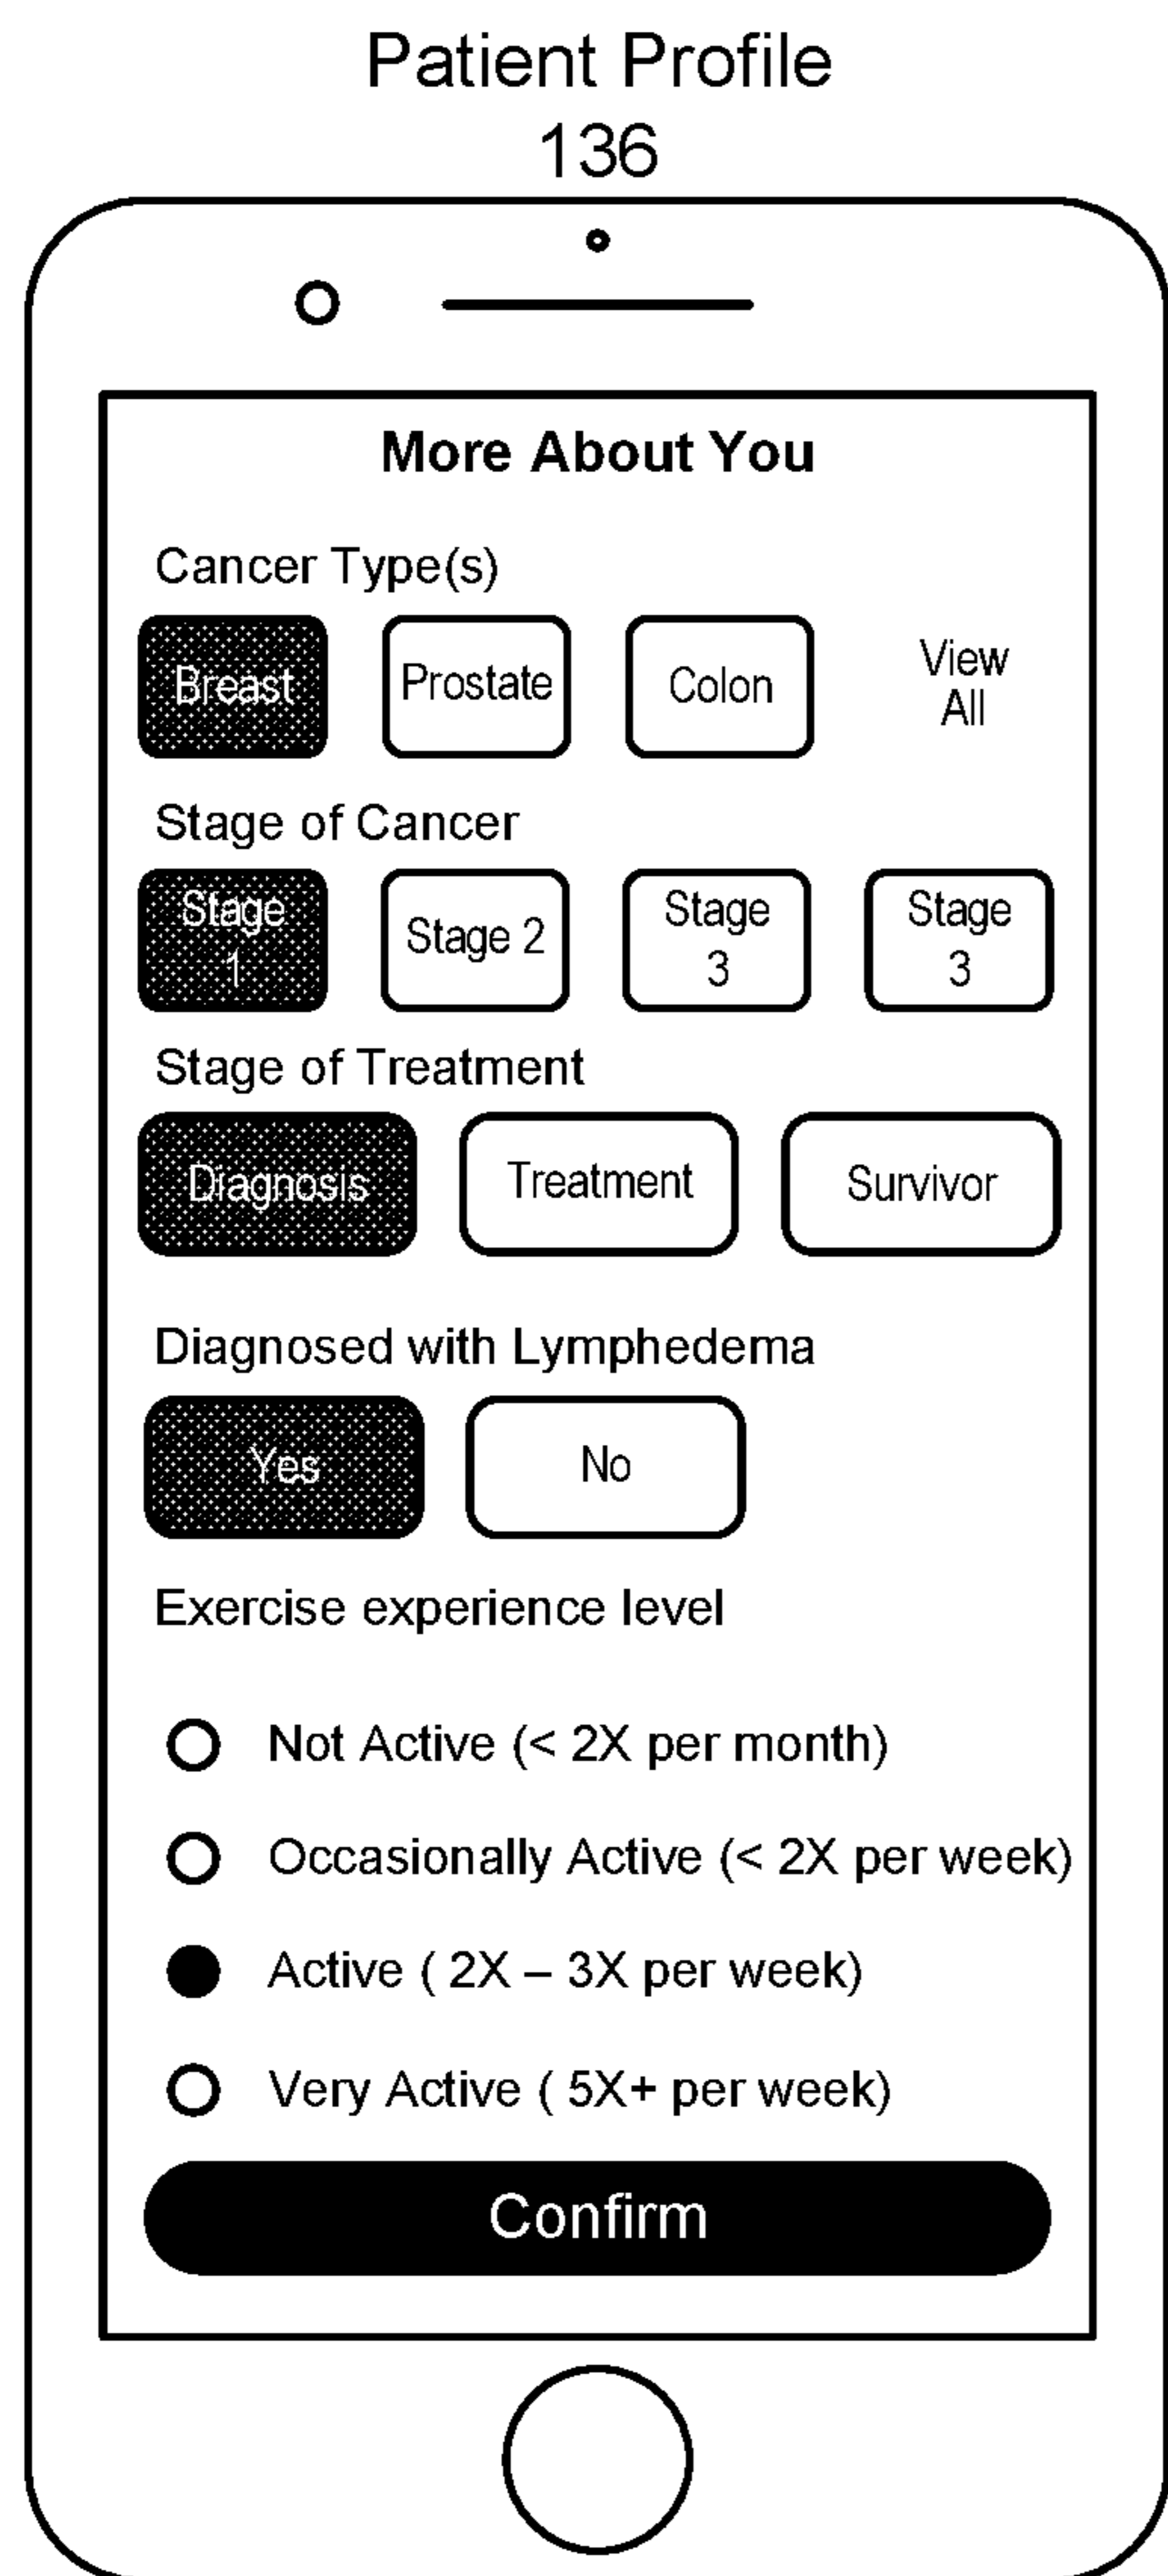 Patient Profile
136
More About You
Cancer Type(s)
Breast
Prostate
Colon
View
All
Stage of Cancer
Stage
1
Stage 2
Stage
3
Stage
3
Stage of Treatment
Diagnosis
Treatment
Survivor
Diagnosed with Lymphedema
Yes
No
Exercise experience level
Not Active (< 2X per month)
Occasionally Active (< 2X per week)
Active ( 2X – 3X per week)
Very Active ( 5X+ per week)
Confirm